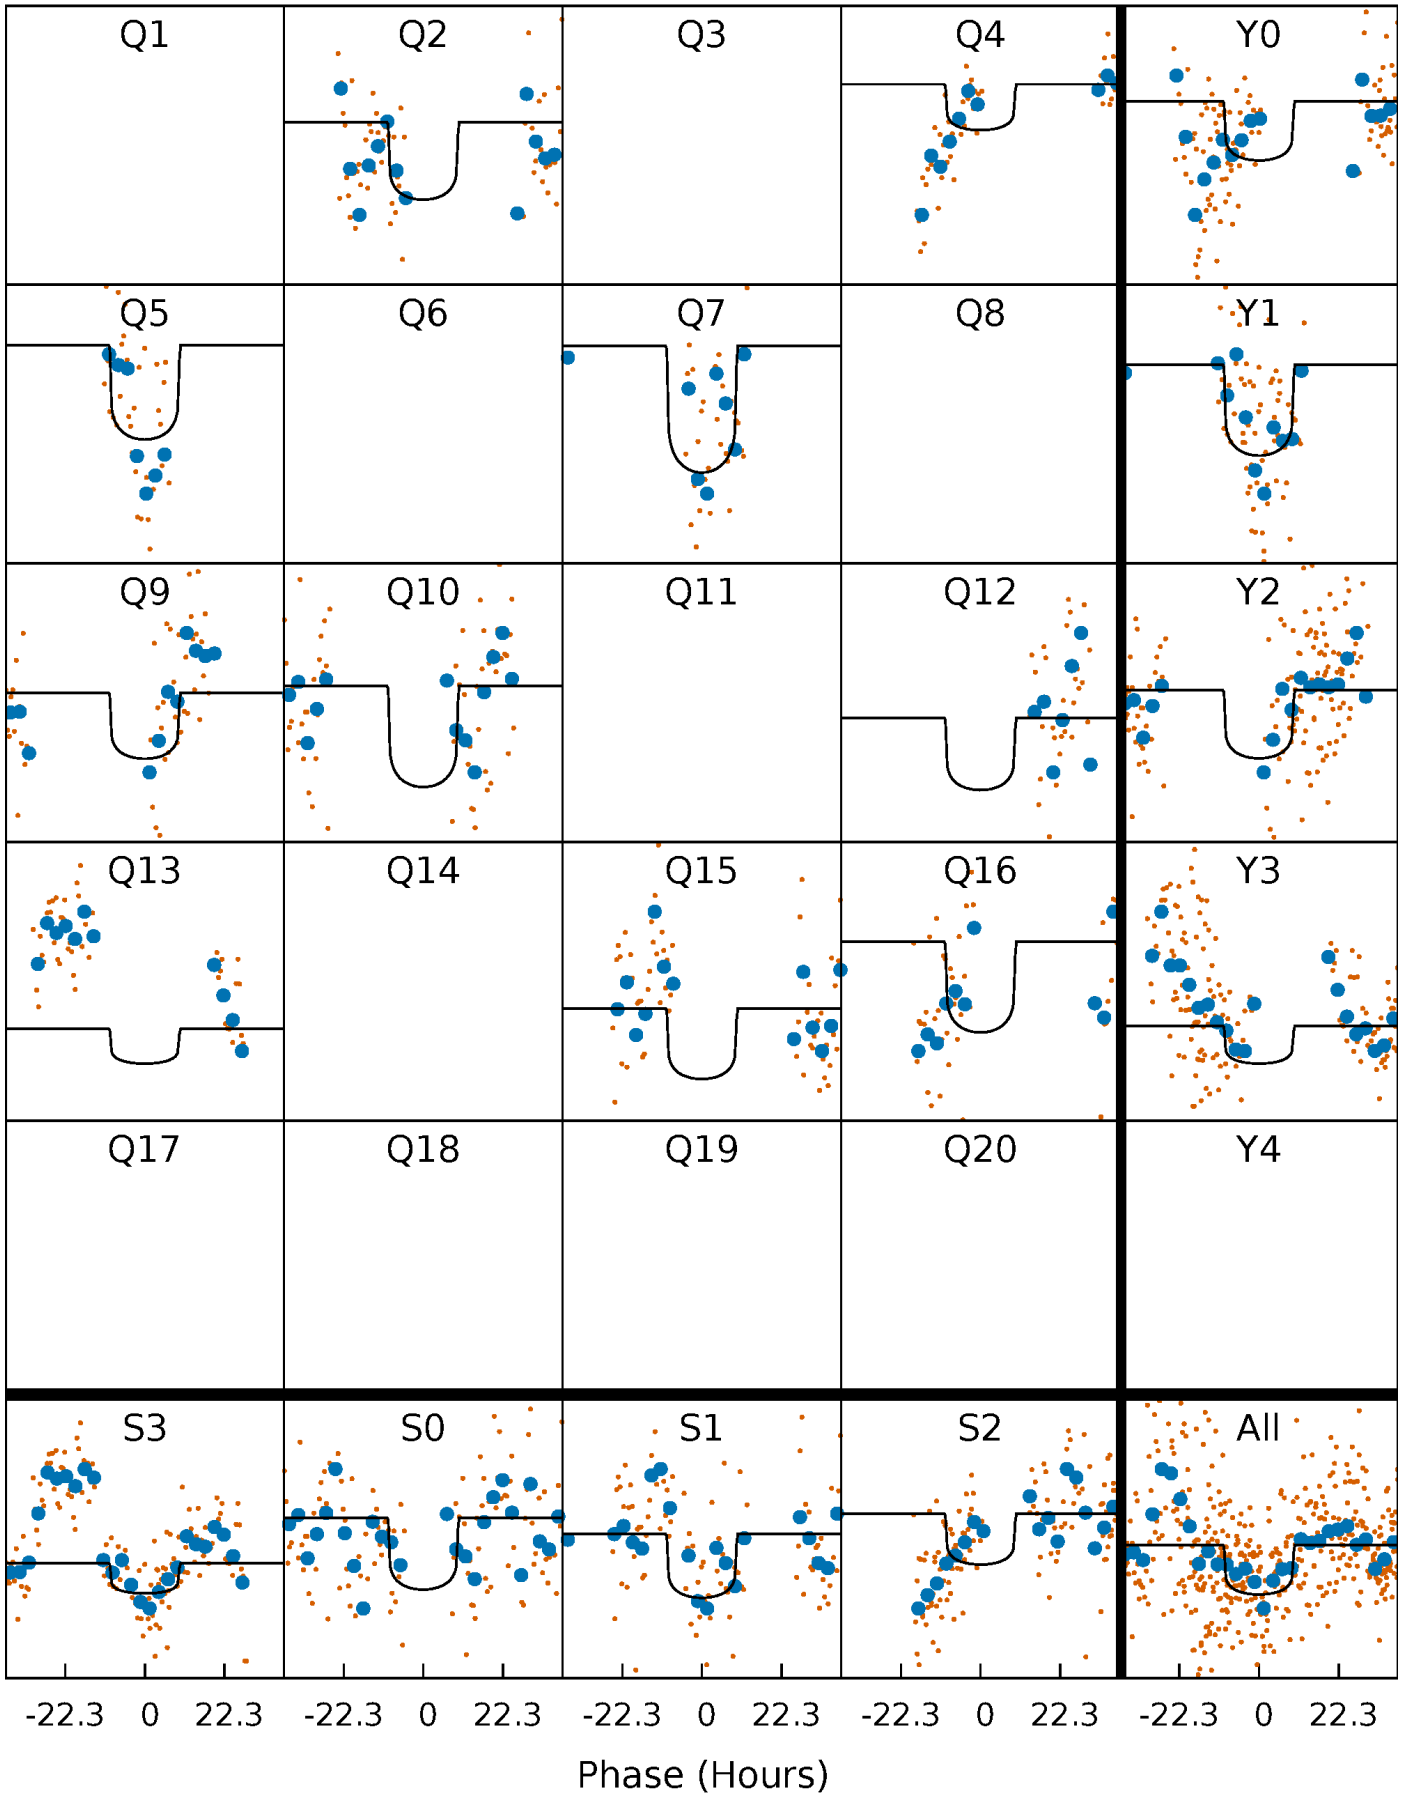 Q1 Q2 Q3 Q4 Y0
Q5 Q6 Q7 Q8 Y1
Q9 Q10 Q11 Q12 Y2
Q13 Q14 Q15 Q16 Y3
Q17 Q18 Q19 Q20 Y4
S3 S0 S1 S2 All
-22.3 0 22.3 -22.3 0 22.3 -22.3 0 22.3 -22.3 0 22.3 -22.3 0 22.3
Phase (Hours)